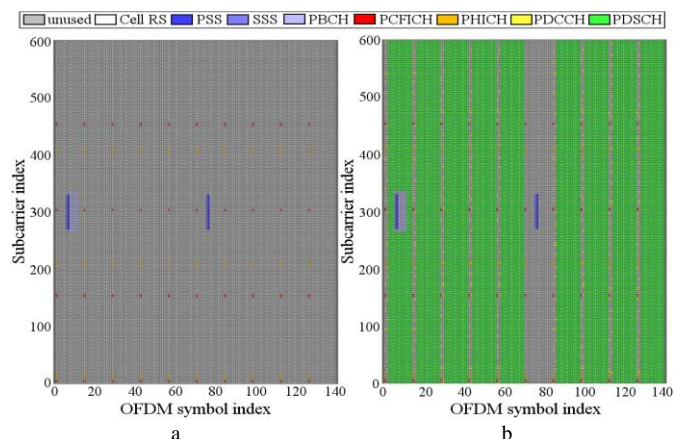 unused Cell RS PSS SSS PBCH PCFICH PHICH PDCCH PDSCH
600 600
500 500
400 400
300 300
200 200
100 100
0 0
Subcarrier index Subcarrier index
0 20 40 60 80 100 120 140 0 20 40 60 80 100 120 140
OFDM symbol index OFDM symbol index
a b